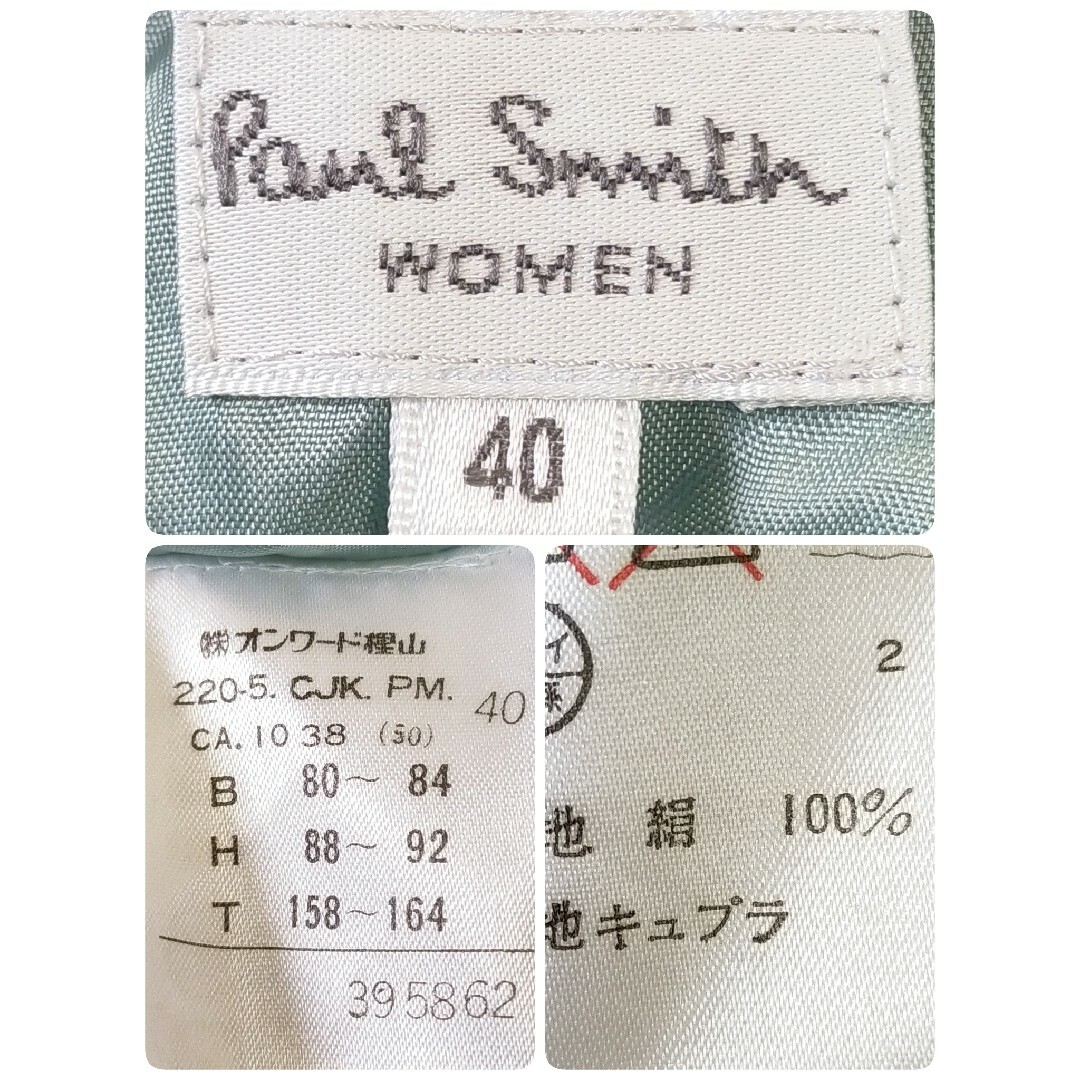 Paul Smith
WOMEN
40
㈱オンワード樫山
220-5. CJK. PM. 40
CA. 10 38 (30)
B 80~ 84
H 88~ 92
T 158~164
395862
2
地 絹 100%
地キュプラ